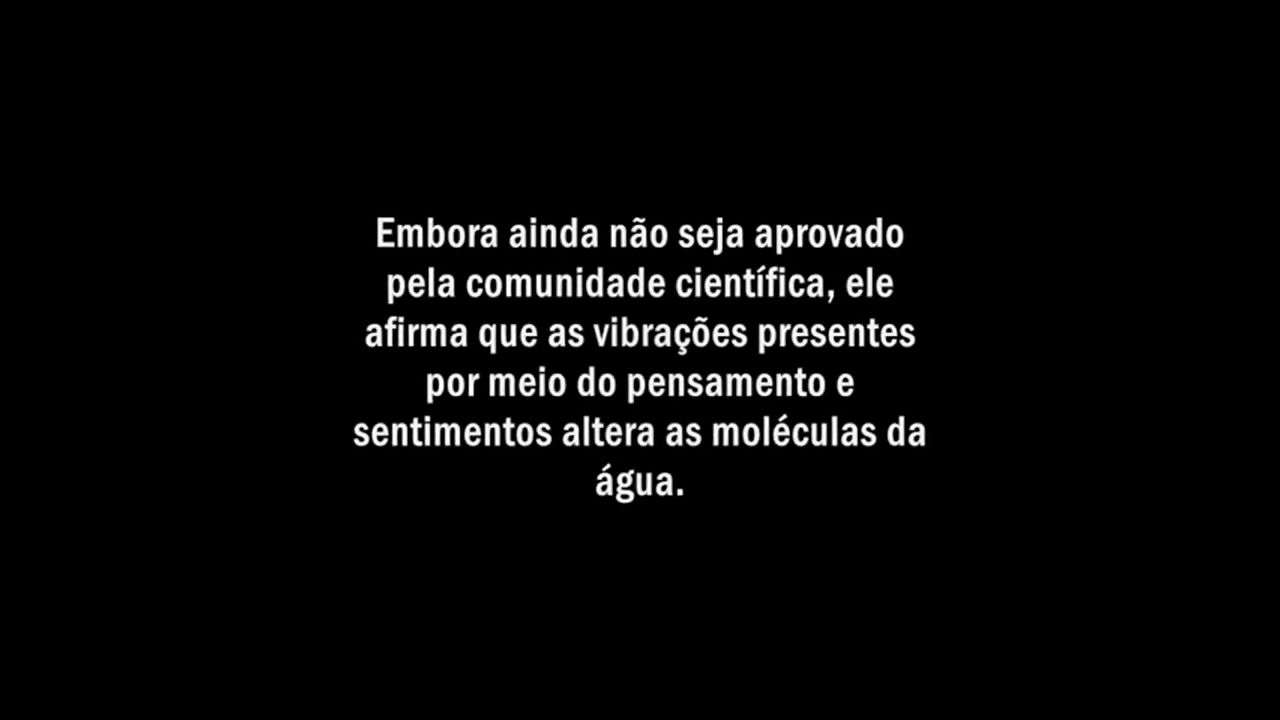 Embora ainda não seja aprovado
pela comunidade científica, ele
afirma que as vibrações presentes
por meio do pensamento e
sentimentos altera as moléculas da
água.